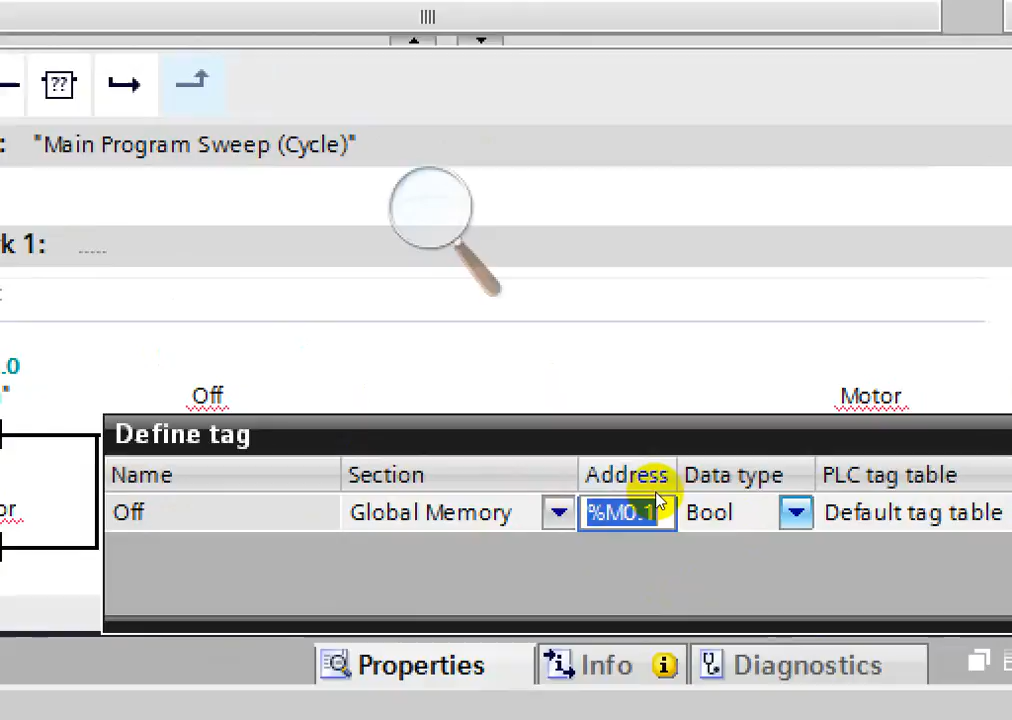 ??
: "Main Program Sweep (Cycle)"
k 1: .....
:
.0
" Off Motor
Define tag
Name Section Address Data type PLC tag table
Off Global Memory %M0.1 Bool Default tag table
or
Properties Info Diagnostics